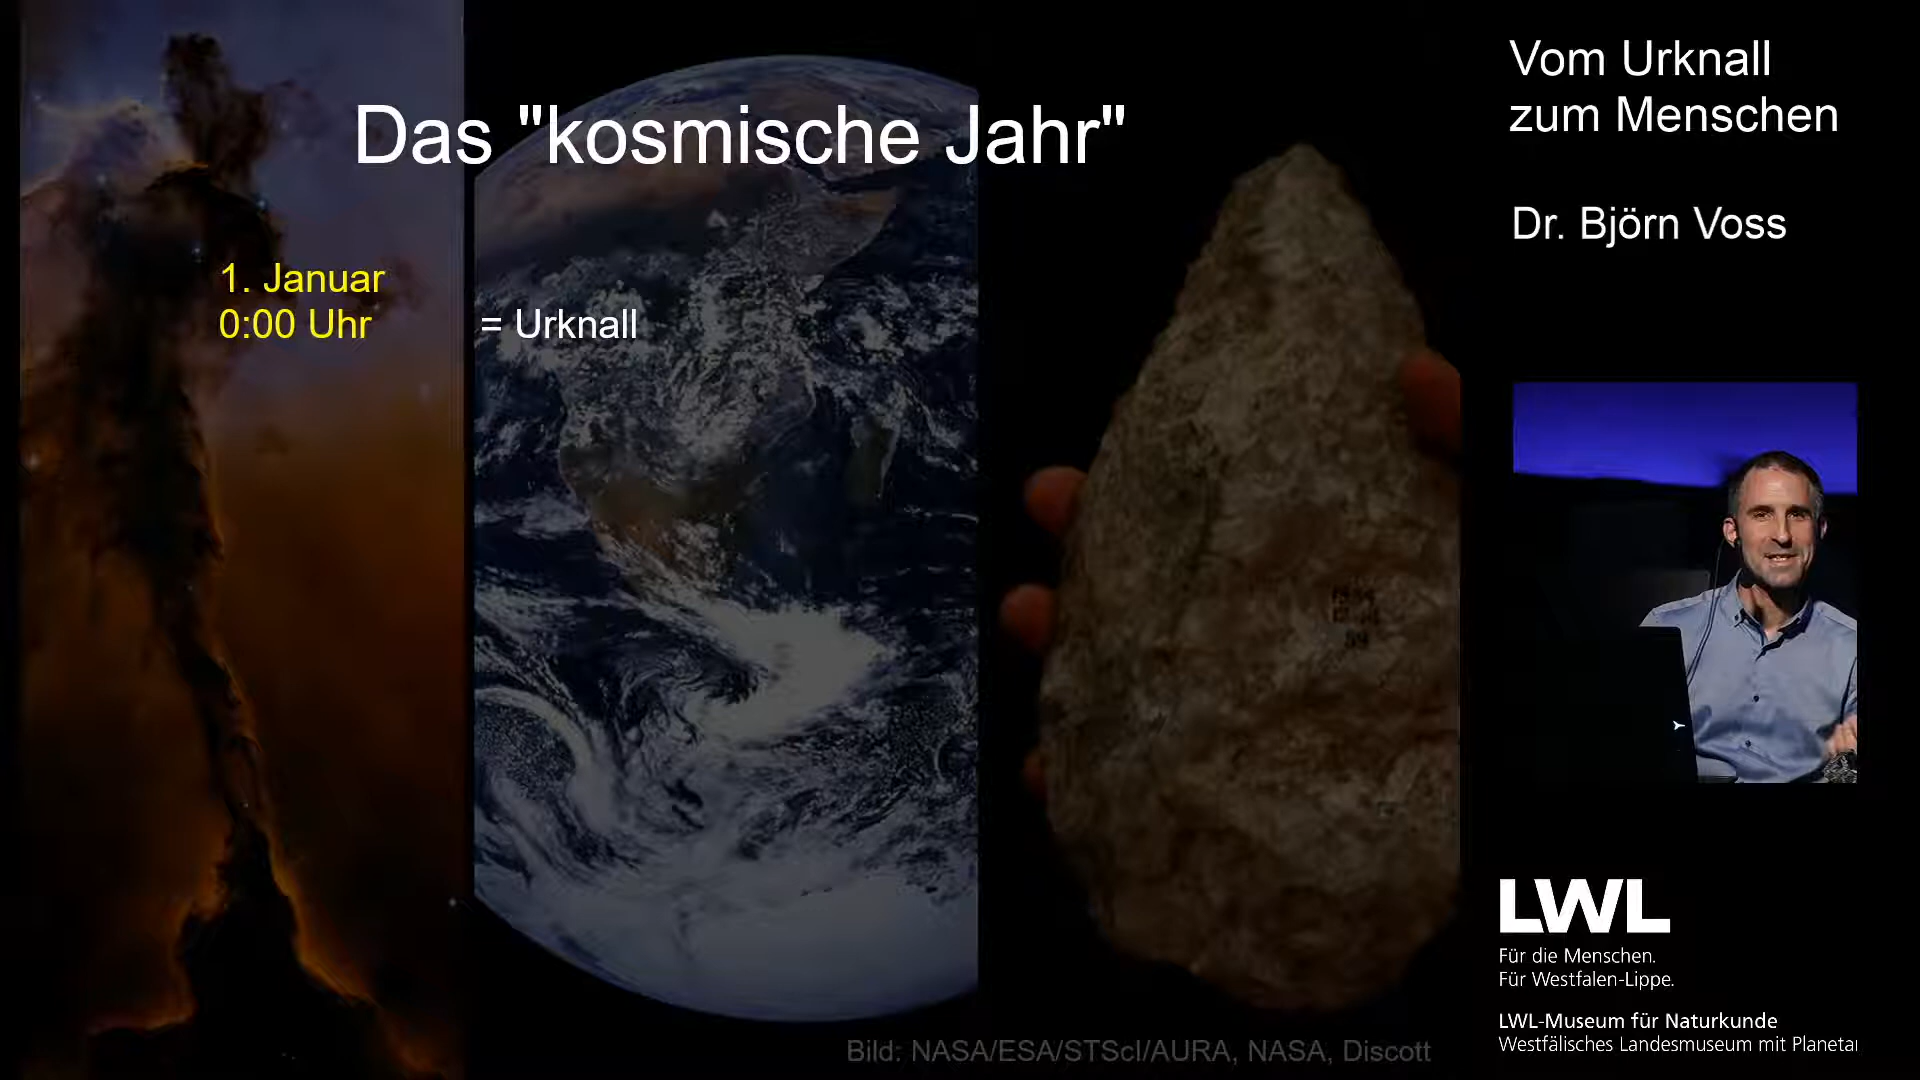 Das "kosmische Jahr"
1. Januar
0:00 Uhr
= Urknall
Bild: NASA/ESA/STScI/AURA, NASA, Discott
Vom Urknall
zum Menschen
Dr. Björn Voss
LWL
Für die Menschen.
Für Westfalen-Lippe.
LWL-Museum für Naturkunde
Westfälisches Landesmuseum mit Planetar